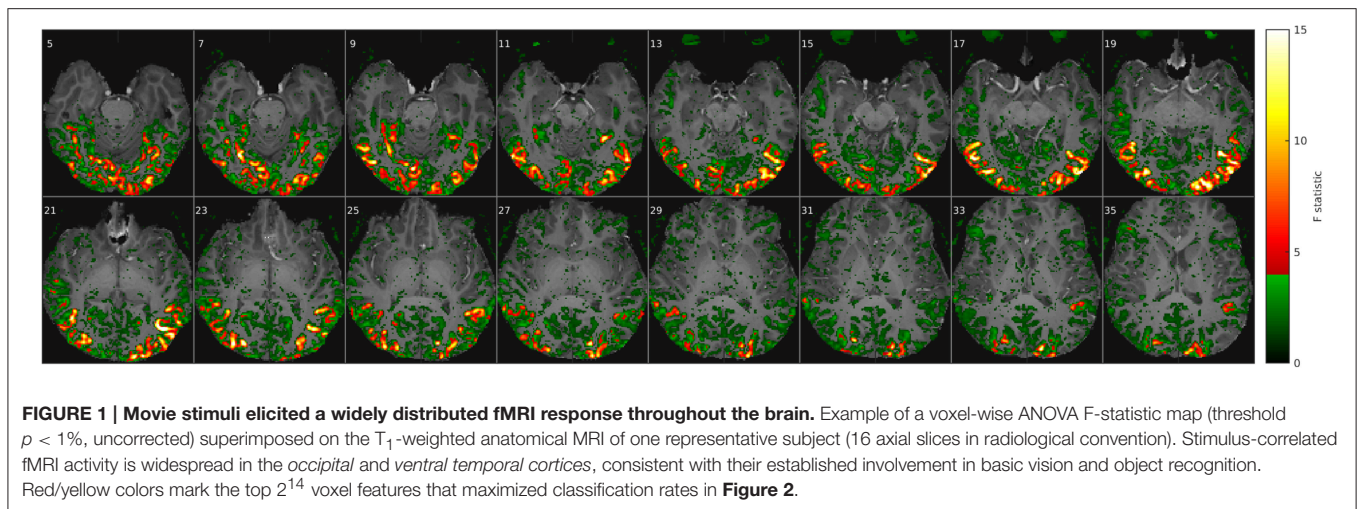 5 7 9 11 13 15 17 19
15
10
F statistic
5
0
21 23 25 27 29 31 33 35
FIGURE 1 | Movie stimuli elicited a widely distributed fMRI response throughout the brain. Example of a voxel-wise ANOVA F-statistic map (threshold
p < 1%, uncorrected) superimposed on the T₁-weighted anatomical MRI of one representative subject (16 axial slices in radiological convention). Stimulus-correlated
fMRI activity is widespread in the occipital and ventral temporal cortices, consistent with their established involvement in basic vision and object recognition.
Red/yellow colors mark the top 2¹⁴ voxel features that maximized classification rates in Figure 2.